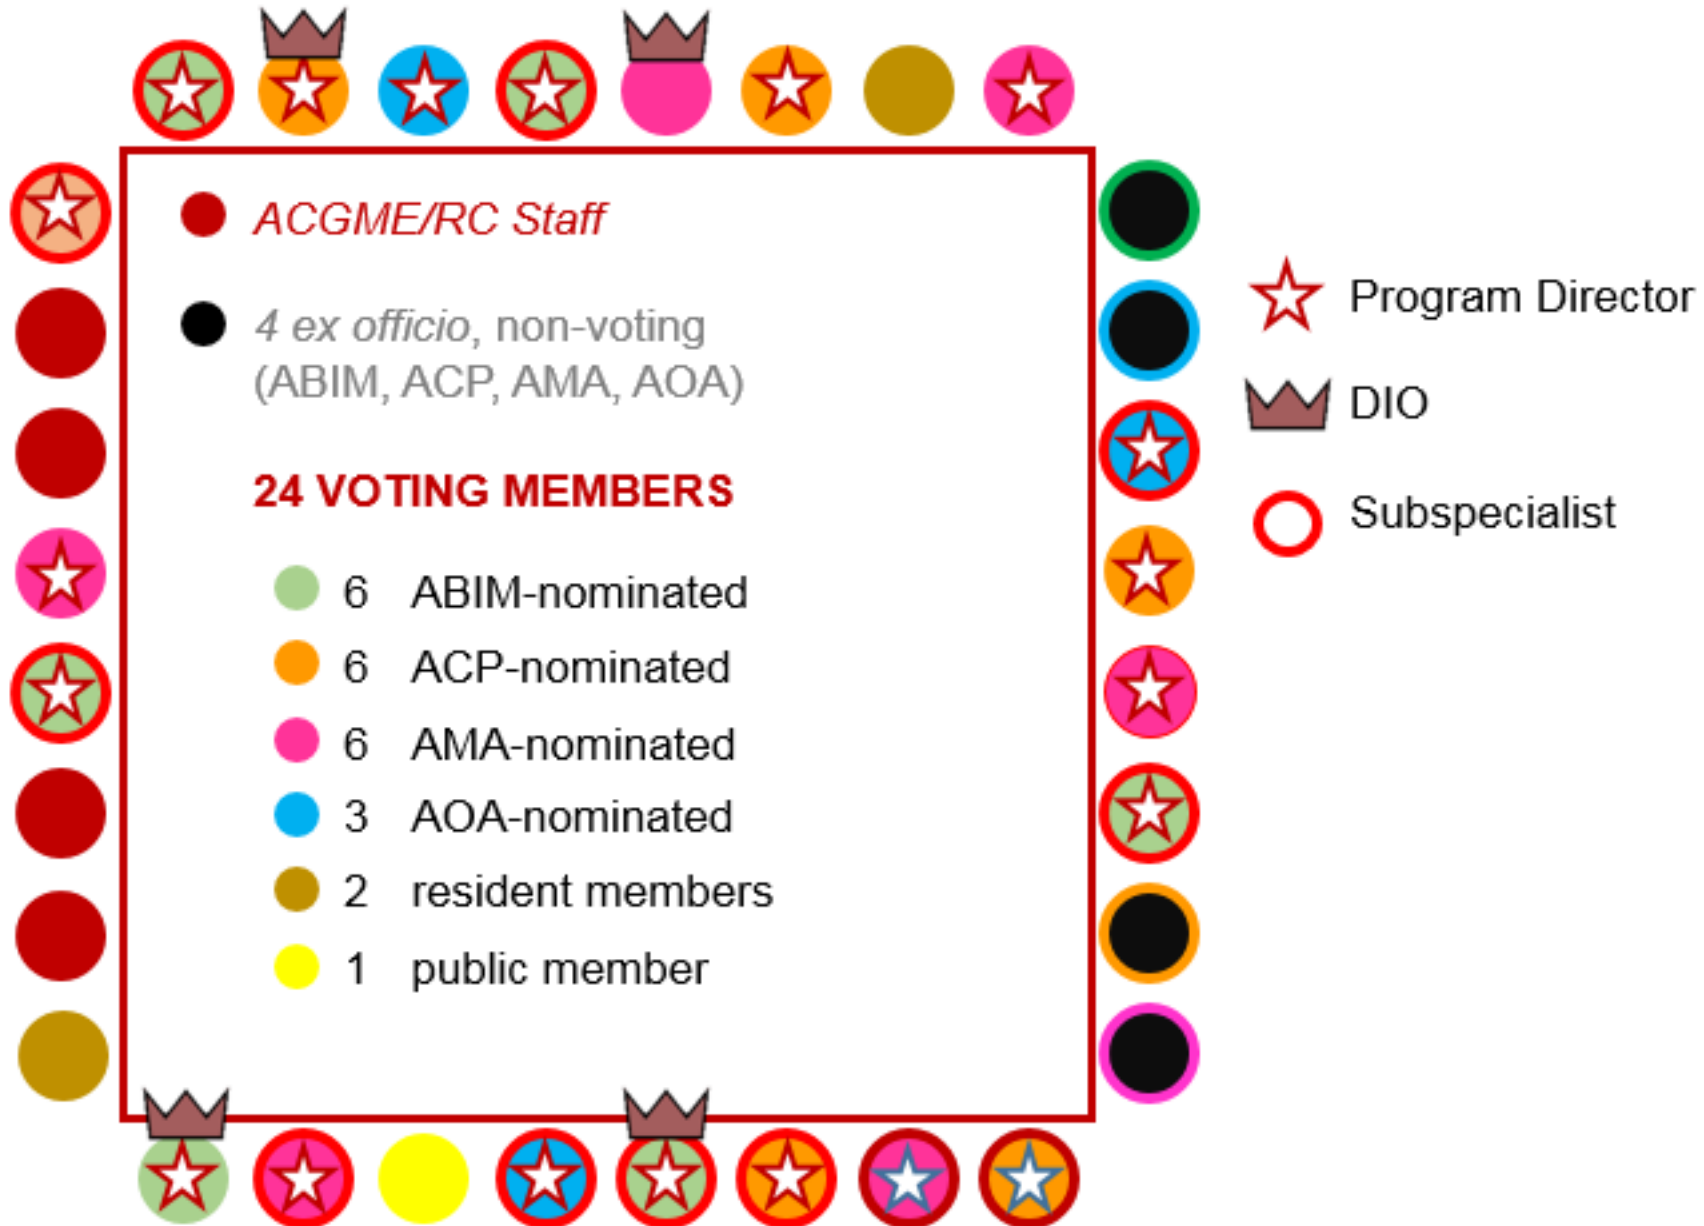 ACGME/RC Staff
4 ex officio, non-voting
(ABIM, ACP, AMA, AOA)
24 VOTING MEMBERS
6 ABIM-nominated
6 ACP-nominated
6 AMA-nominated
3 AOA-nominated
2 resident members
1 public member
Program Director
DIO
Subspecialist